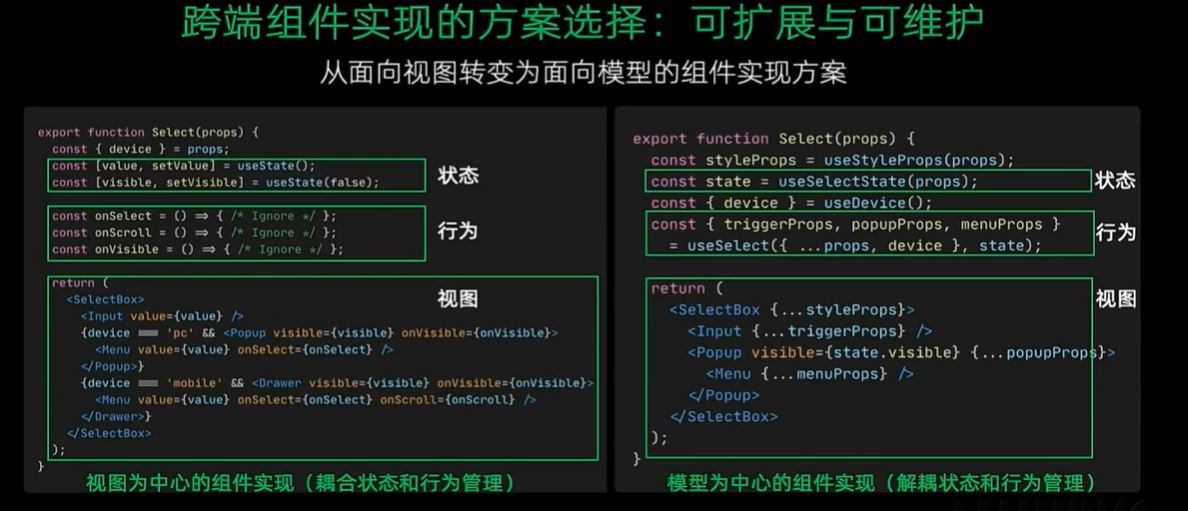 跨端组件实现的方案选择：可扩展与可维护
从面向视图转变为面向模型的组件实现方案
export function Select(props) {
const { device } = props;
const [value, setValue] = useState();
const [visible, setVisible] = useState(false);
状态
const onSelect = () => { /* Ignore */ };
const onScroll = () => { /* Ignore */ };
const onVisible = () => { /* Ignore */ };
行为
return (
视图
<SelectBox>
<Input value={value} />
{device === 'pc' && <Popup visible={visible} onVisible={onVisible}>
<Menu value={value} onSelect={onSelect} />
</Popup>}
{device === 'mobile' && <Drawer visible={visible} onVisible={onVisible}>
<Menu value={value} onSelect={onSelect} onScroll={onScroll} />
</Drawer>}
</SelectBox>
);
}
视图为中心的组件实现（耦合状态和行为管理）
export function Select(props) {
const styleProps = useStyleProps(props);
const state = useSelectState(props);
状态
const { device } = useDevice();
const { triggerProps, popupProps, menuProps }
= useSelect({ ...props, device }, state);
行为
return (
视图
<SelectBox {...styleProps}>
<Input {...triggerProps} />
<Popup visible={state.visible} {...popupProps}>
<Menu {...menuProps} />
</Popup>
</SelectBox>
);
}
模型为中心的组件实现（解耦状态和行为管理）